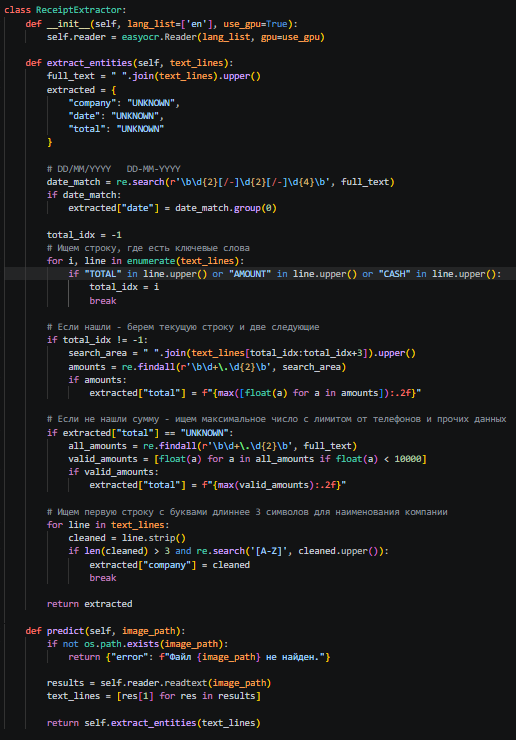 class ReceiptExtractor:
    def __init__(self, lang_list=['en'], use_gpu=True):
        self.reader = easyocr.Reader(lang_list, gpu=use_gpu)

    def extract_entities(self, text_lines):
        full_text = " ".join(text_lines).upper()
        extracted = {
            "company": "UNKNOWN",
            "date": "UNKNOWN",
            "total": "UNKNOWN"
        }

        # DD/MM/YYYY   DD-MM-YYYY
        date_match = re.search(r'\b\d{2}[/-]\d{2}[/-]\d{4}\b', full_text)
        if date_match:
            extracted["date"] = date_match.group(0)

        total_idx = -1
        # Ищем строку, где есть ключевые слова
        for i, line in enumerate(text_lines):
            if "TOTAL" in line.upper() or "AMOUNT" in line.upper() or "CASH" in line.upper():
                total_idx = i
                break

        # Если нашли - берем текущую строку и две следующие
        if total_idx != -1:
            search_area = " ".join(text_lines[total_idx:total_idx+3]).upper()
            amounts = re.findall(r'\b\d+\.\d{2}\b', search_area)
            if amounts:
                extracted["total"] = f"{max([float(a) for a in amounts]):.2f}"

        # Если не нашли сумму - ищем максимальное число с лимитом от телефонов и прочих данных
        if extracted["total"] == "UNKNOWN":
            all_amounts = re.findall(r'\b\d+\.\d{2}\b', full_text)
            valid_amounts = [float(a) for a in all_amounts if float(a) < 10000]
            if valid_amounts:
                extracted["total"] = f"{max(valid_amounts):.2f}"

        # Ищем первую строку с буквами длиннее 3 символов для наименования компании
        for line in text_lines:
            cleaned = line.strip()
            if len(cleaned) > 3 and re.search('[A-Z]', cleaned.upper()):
                extracted["company"] = cleaned
                break

        return extracted

    def predict(self, image_path):
        if not os.path.exists(image_path):
            return {"error": f"Файл {image_path} не найден."}

        results = self.reader.readtext(image_path)
        text_lines = [res[1] for res in results]

        return self.extract_entities(text_lines)